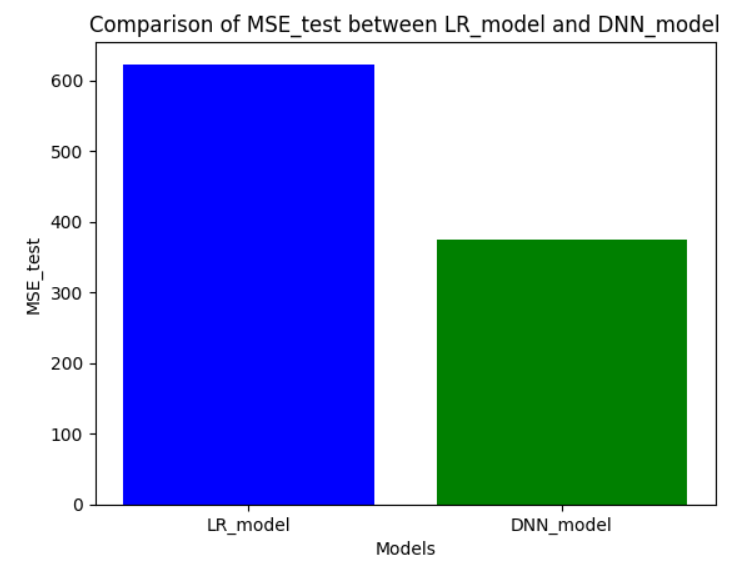 Comparison of MSE_test between LR_model and DNN_model
600
500
400
300
200
100
0
MSE_test
LR_model
DNN_model
Models